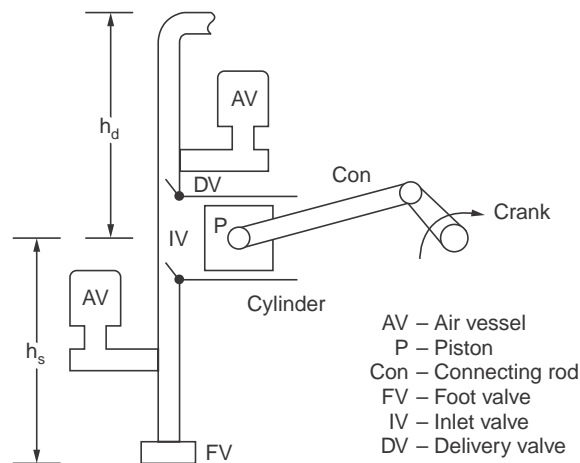 AV
h_d
DV
Con
Crank
IV
P
AV
Cylinder
h_s
FV
AV – Air vessel
P – Piston
Con – Connecting rod
FV – Foot valve
IV – Inlet valve
DV – Delivery valve